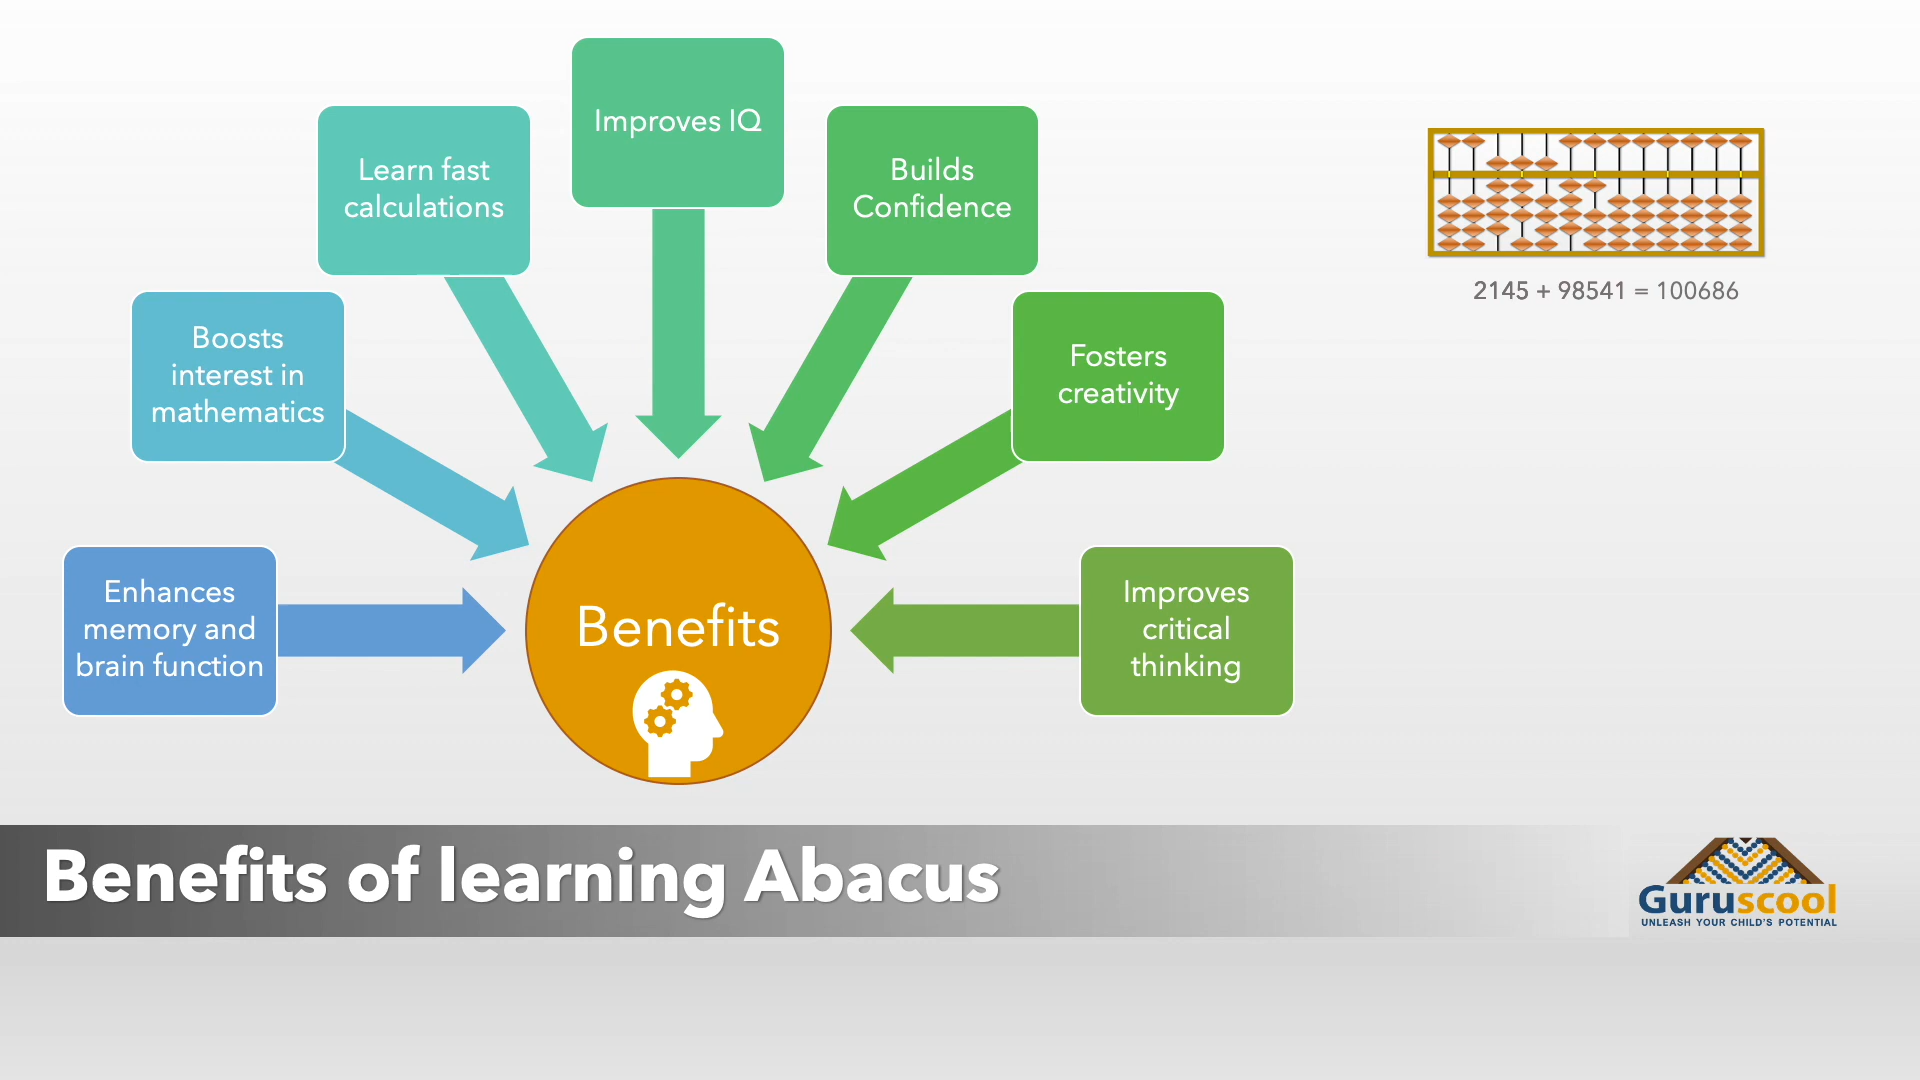 Improves IQ
Learn fast
calculations
Builds
Confidence
Boosts
interest in
mathematics
Fosters
creativity
Enhances
memory and
brain function
Improves
critical
thinking
Benefits
2145 + 98541 = 100686
Benefits of learning Abacus
Guruscool
UNLEASH YOUR CHILD'S POTENTIAL